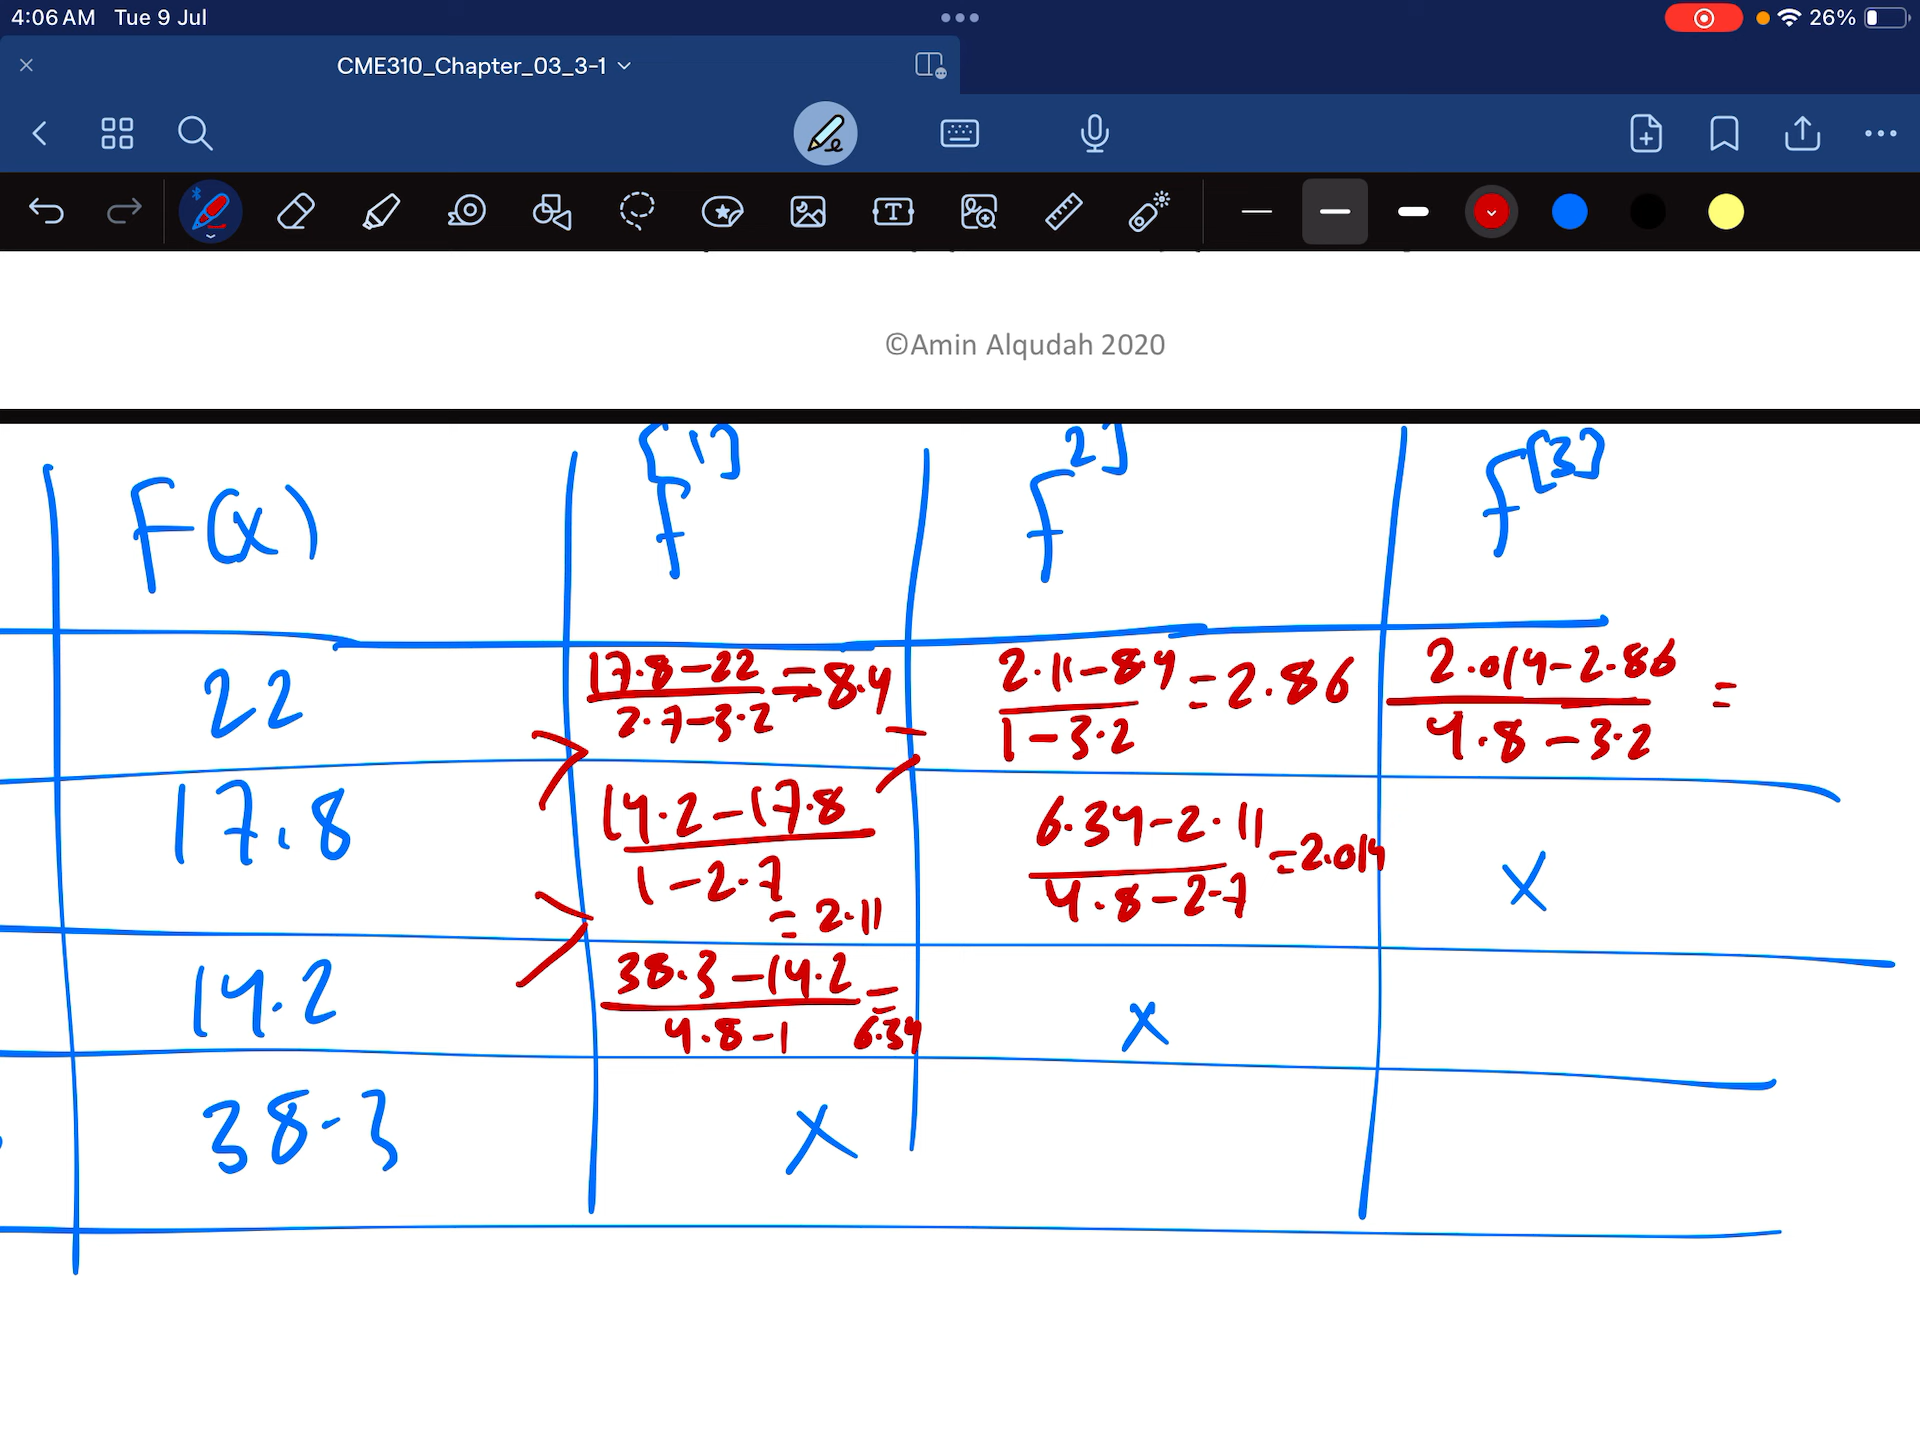 4:06 AM Tue 9 Jul
26%
CME310_Chapter_03_3-1
©Amin Alqudah 2020
F(x) f[1] f2] f[3]
22 17.8-22/2.7-3.2 = 8.4 2.11-8.4/1-3.2 = 2.86 2.014-2.86/4.8-3.2 =
17.8 14.2-17.8/1-2.7 = 2.11 6.34-2.11/4.8-2.7 = 2.014 X
14.2 38.3-14.2/4.8-1 = 6.34 X
38.3 X